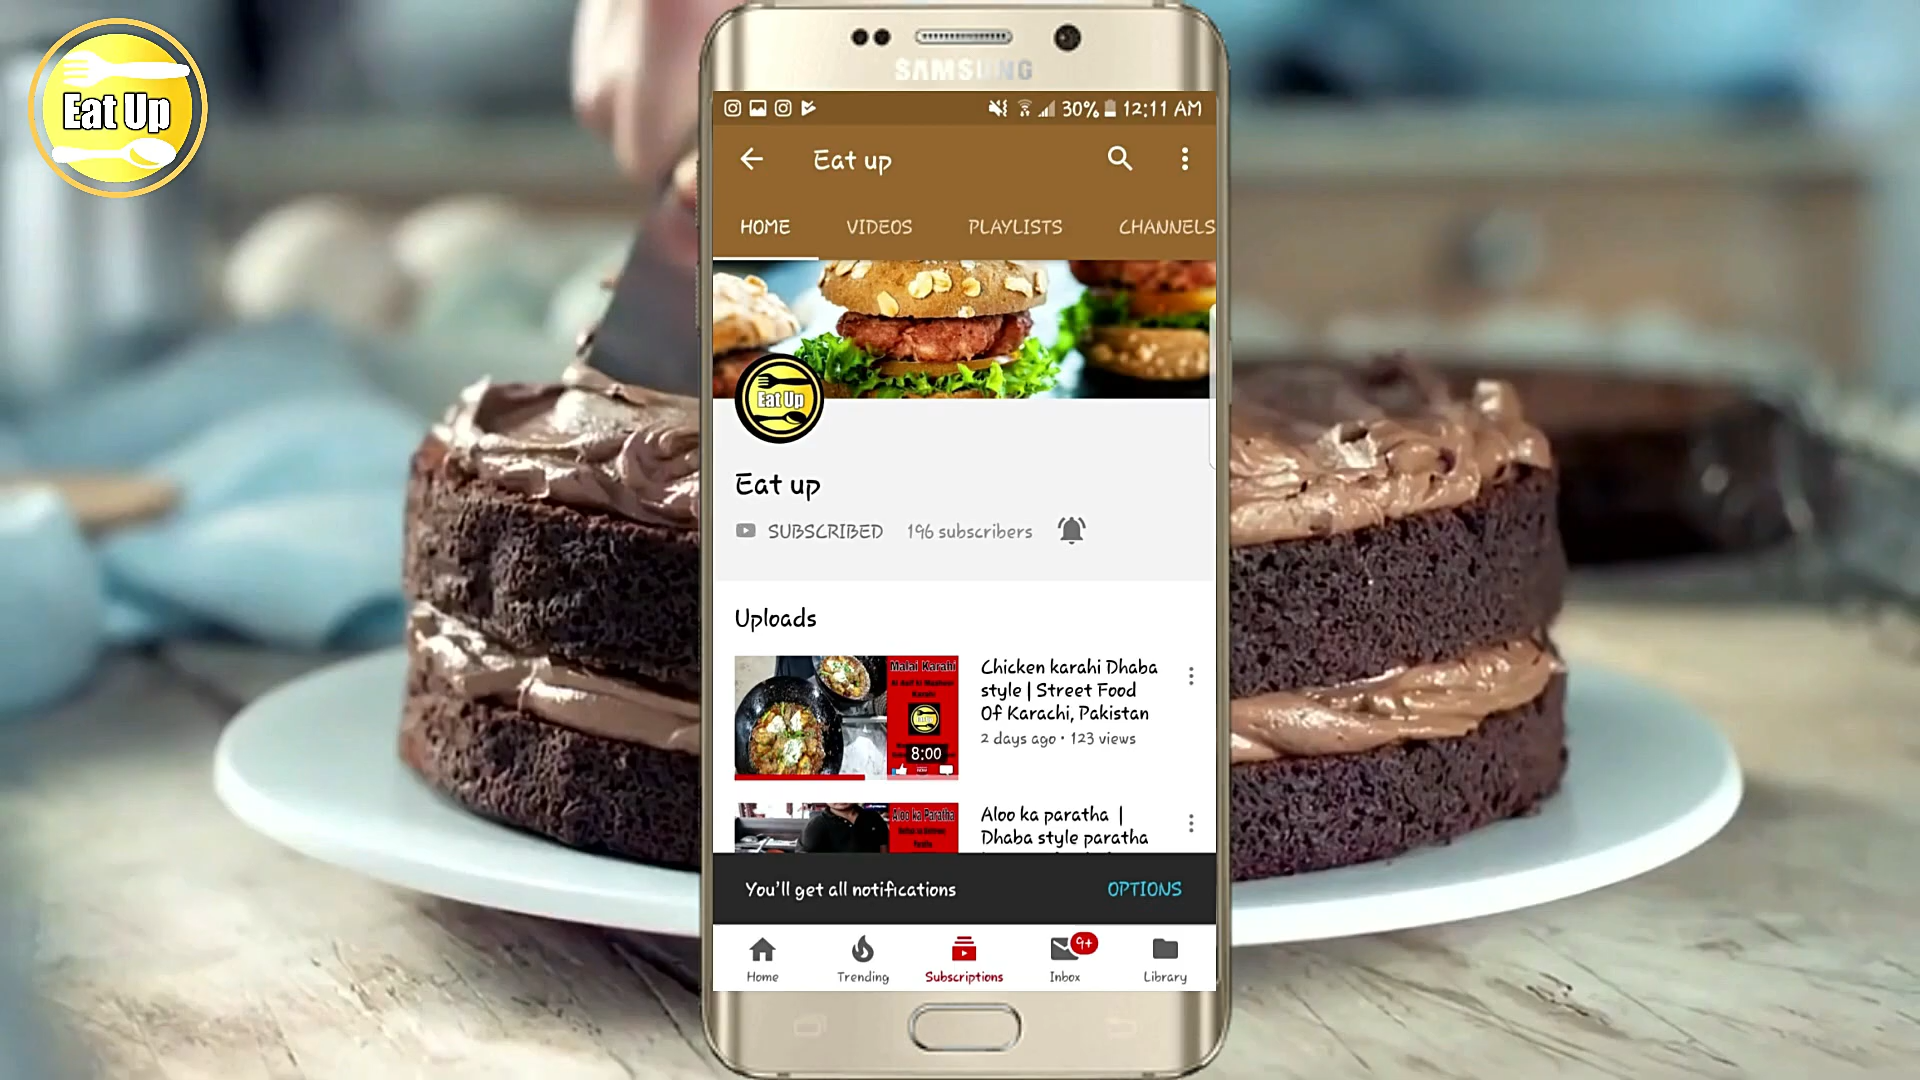 Eat Up
SAMSUNG
30% 12:11 AM
Eat up
HOME VIDEOS PLAYLISTS CHANNELS
Eat Up
Eat up
SUBSCRIBED 196 subscribers
Uploads
Malai Karahi
Karahi
8:00
Chicken karahi Dhaba
style | Street Food
Of Karachi, Pakistan
2 days ago • 123 views
Aloo ka Paratha
Aloo ka paratha |
Dhaba style paratha
You'll get all notifications OPTIONS
9+
Home Trending Subscriptions Inbox Library